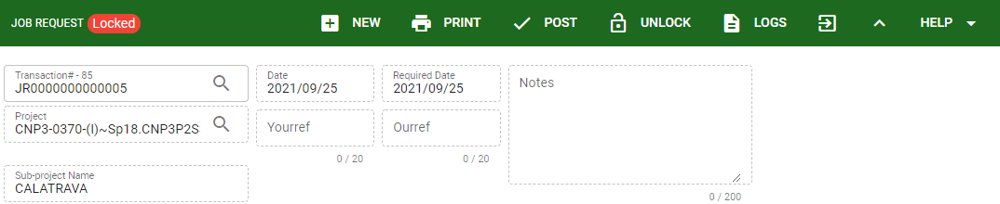 JOB REQUEST Locked NEW PRINT POST UNLOCK LOGS HELP
Transaction# - 85
JR0000000000005
Date
2021/09/25
Required Date
2021/09/25
Notes
Project
CNP3-0370-(I)~Sp18.CNP3P2S
Yourref
0 / 20
Ourref
0 / 20
Sub-project Name
CALATRAVA
0 / 200